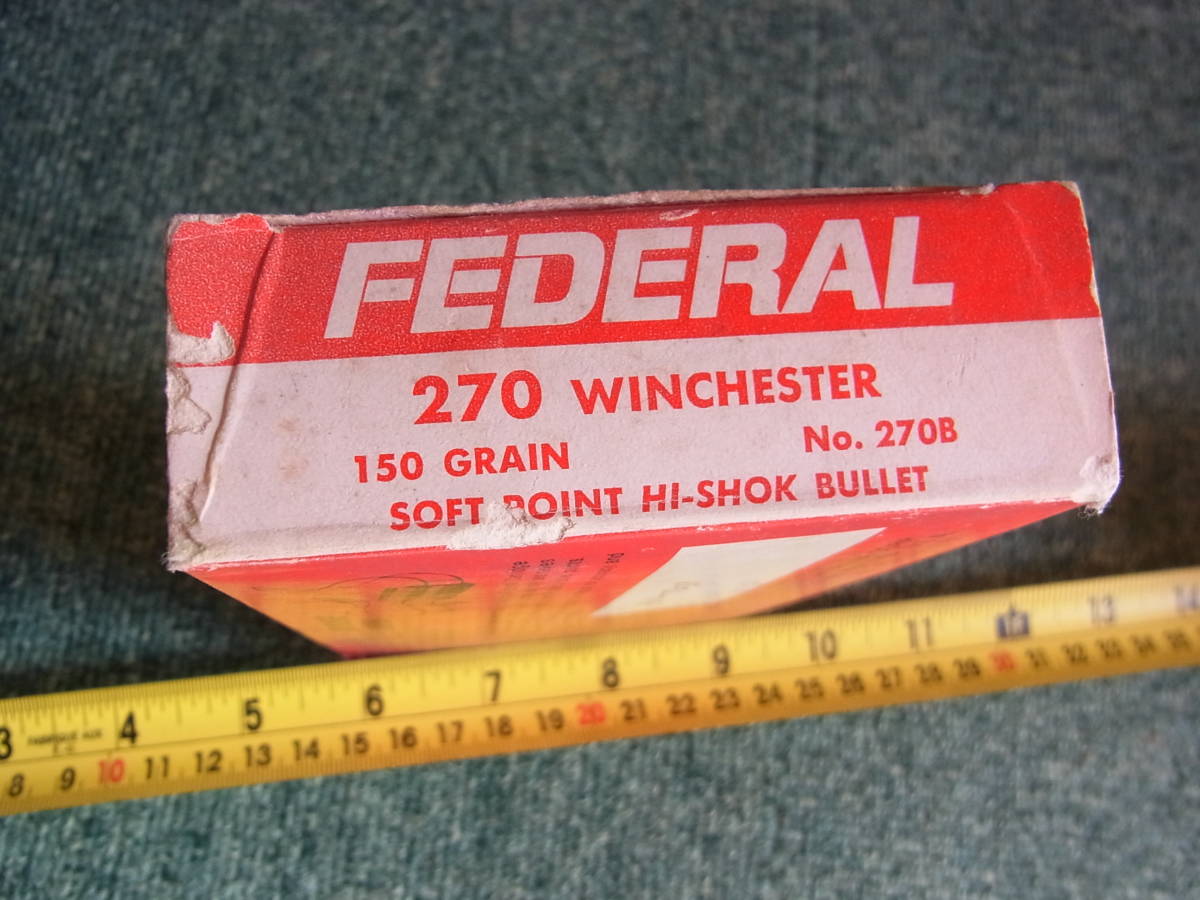 FEDERAL
270 WINCHESTER
150 GRAIN No. 270B
SOFT POINT HI-SHOK BULLET
3 4 5 6 7 8 9 10 11 12 13 14
8 9 10 11 12 13 14 15 16 17 18 19 20 21 22 23 24 25 26 27 28 29 30 31 32 33 34 35